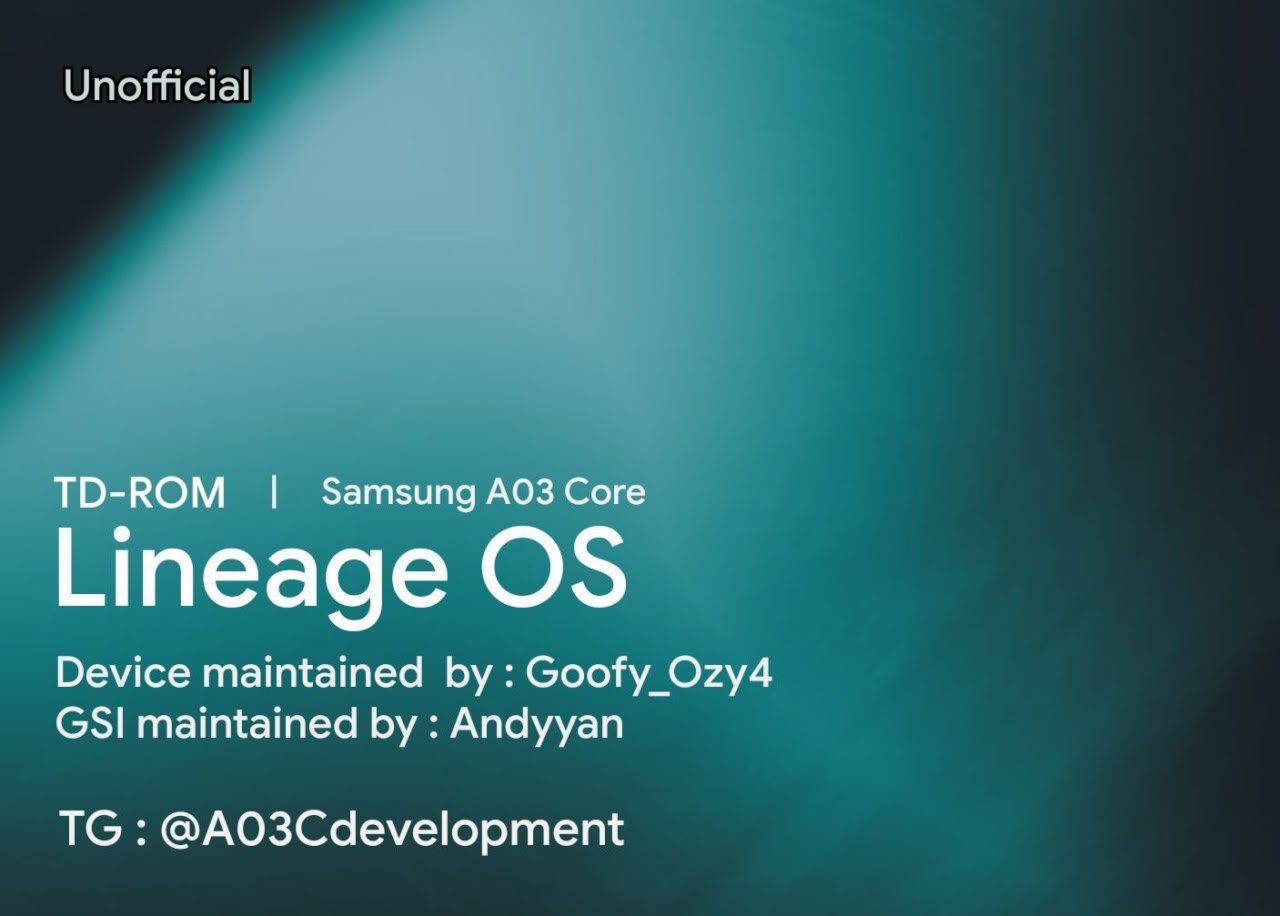 Unofficial
TD-ROM | Samsung A03 Core
Lineage OS
Device maintained by : Goofy_Ozy4
GSI maintained by : Andyyan
TG : @A03Cdevelopment